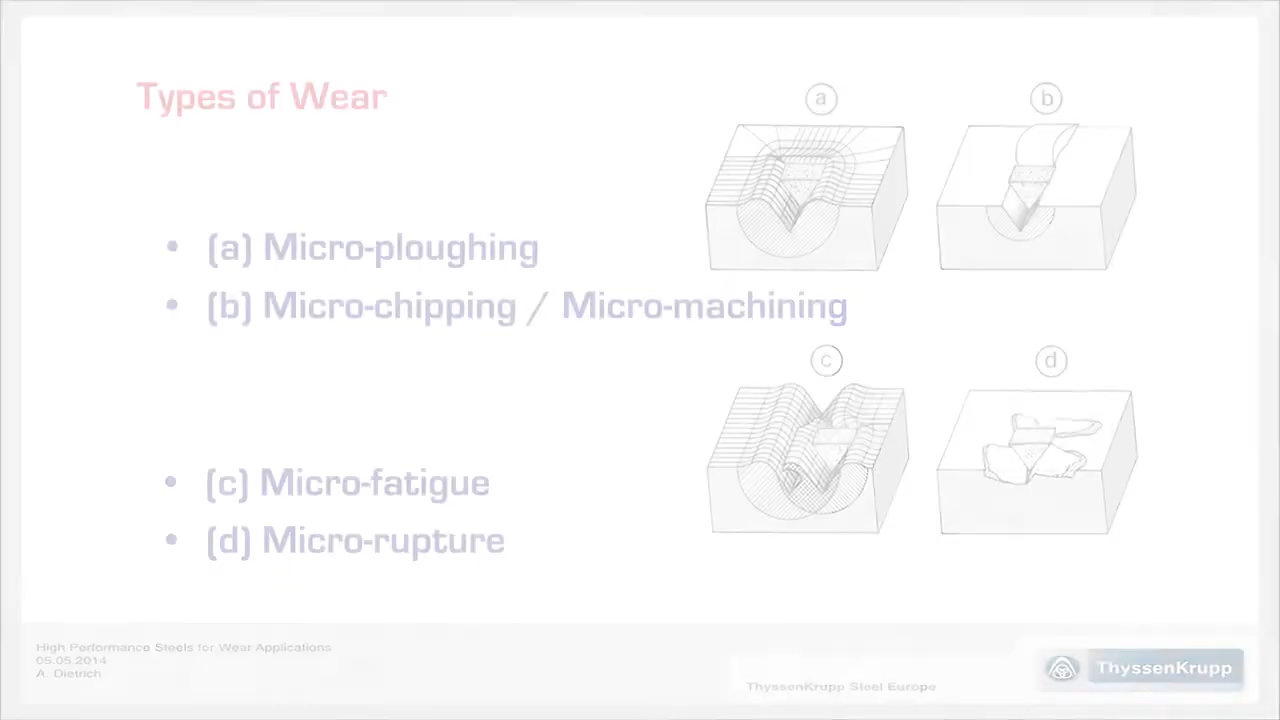 Types of Wear
a
b
• (a) Micro-ploughing
• (b) Micro-chipping / Micro-machining
c
d
• (c) Micro-fatigue
• (d) Micro-rupture
High Performance Steels for Wear Applications
05.05.2014
A. Dietrich
ThyssenKrupp Steel Europe
ThyssenKrupp